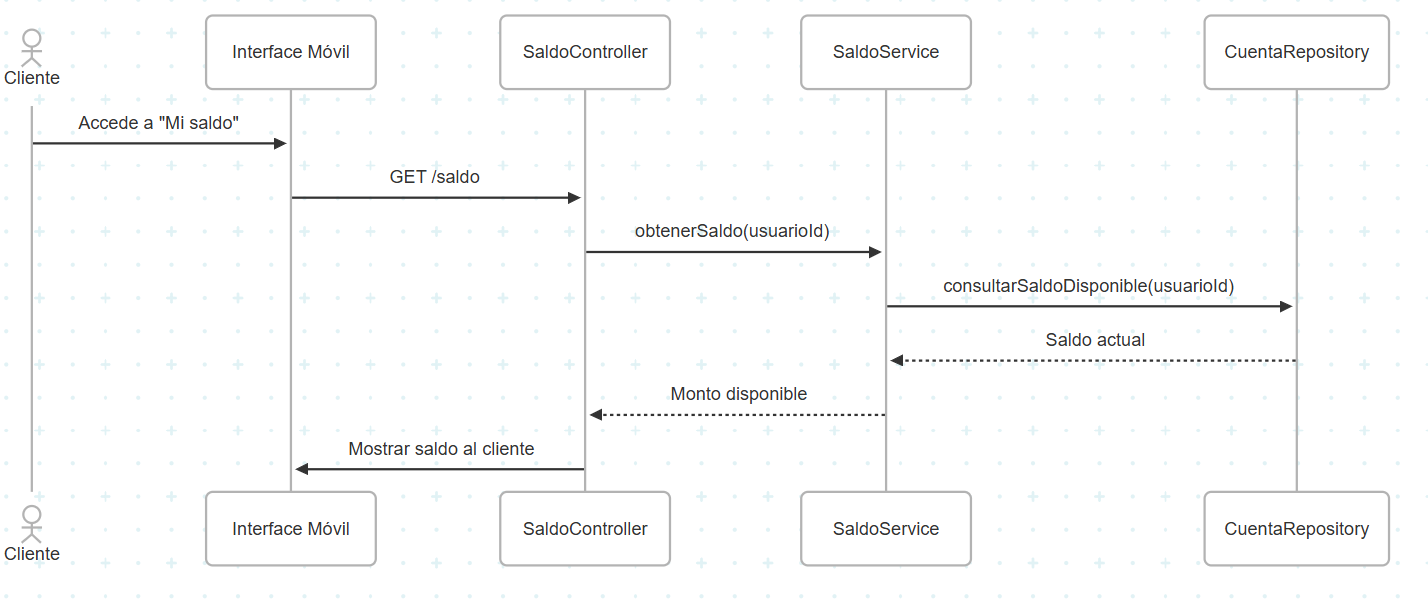 Cliente
Interface Móvil
SaldoController
SaldoService
CuentaRepository
Accede a "Mi saldo"
GET /saldo
obtenerSaldo(usuarioId)
consultarSaldoDisponible(usuarioId)
Saldo actual
Monto disponible
Mostrar saldo al cliente
Cliente
Interface Móvil
SaldoController
SaldoService
CuentaRepository